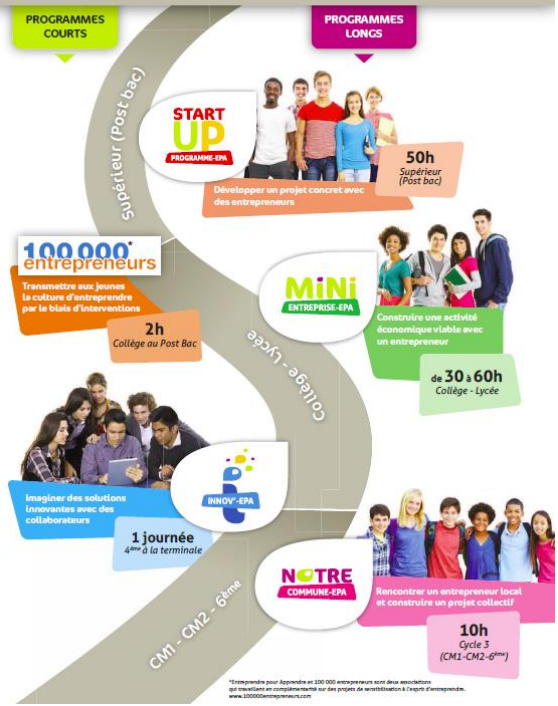 PROGRAMMES
COURTS
PROGRAMMES
LONGS
Supérieur (Post bac)
START
UP
PROGRAMME-EPA
50h
Supérieur
(Post bac)
Développer un projet concret avec
des entrepreneurs
100 000*
entrepreneurs
Transmettre aux jeunes
la culture d'entreprendre
par le biais d'interventions
2h
Collège au Post Bac
MiNi
ENTREPRISE-EPA
Construire une activité
économique viable avec
un entrepreneur
de 30 à 60h
Collège - Lycée
Collège - Lycée
INNOV'-EPA
Imaginer des solutions
innovantes avec des
collaborateurs
1 journée
4ème à la terminale
CM1 - CM2 - 6ème
NOTRE
COMMUNE-EPA
Rencontrer un entrepreneur local
et construire un projet collectif
10h
Cycle 3
(CM1-CM2-6ème)
*Entreprendre pour Apprendre et 100 000 entrepreneurs sont deux associations
qui travaillent en complémentarité sur des projets de sensibilisation à l'esprit d'entreprendre.
www.100000entrepreneurs.com